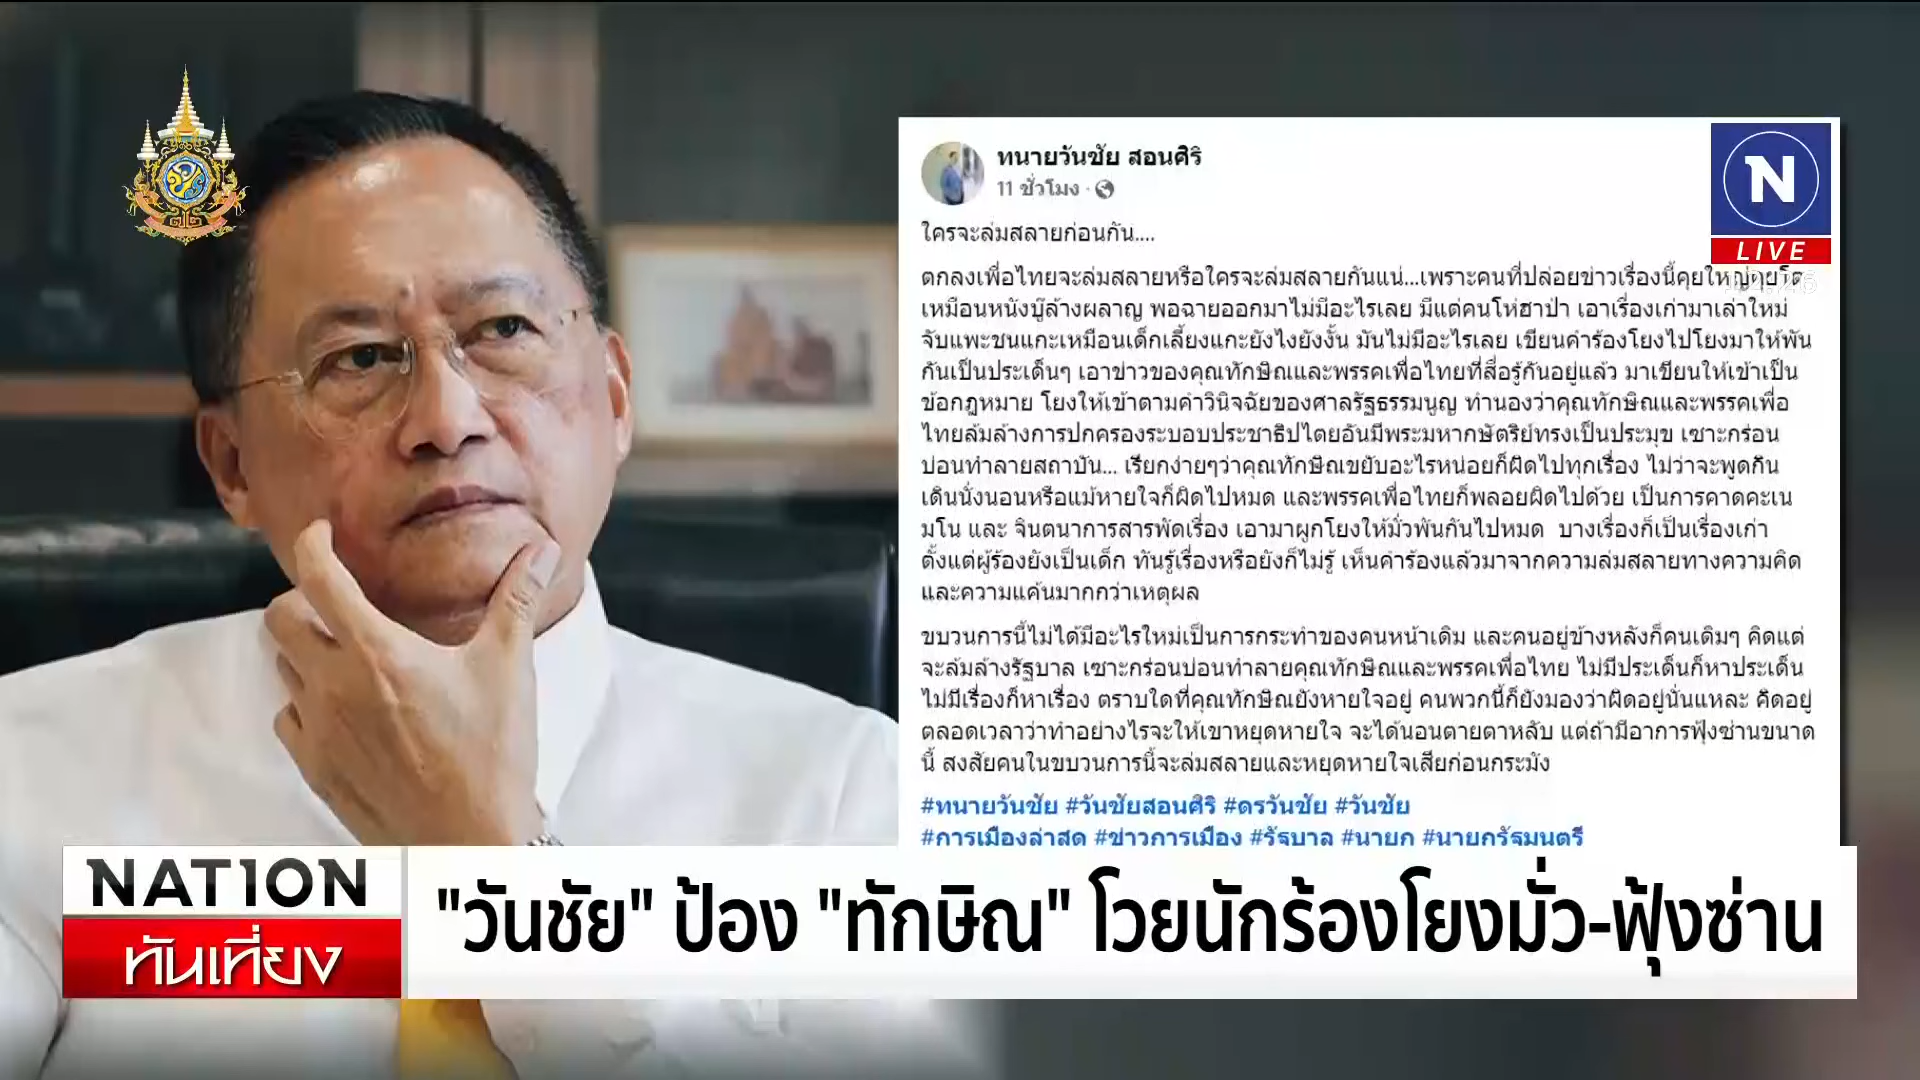 ทนายวันชัย สอนศิริ
11 ชั่วโมง ·
N
LIVE
ใครจะล่มสลายก่อนกัน....
ตกลงเพื่อไทยจะล่มสลายหรือใครจะล่มสลายกันแน่...เพราะคนที่ปล่อยข่าวเรื่องนี้คุยใหญ่คุยโต
เหมือนหนังบู๊ล้างผลาญ พอฉายออกมาไม่มีอะไรเลย มีแต่คนโห่ฮาป่า เอาเรื่องเก่ามาเล่าใหม่
จับแพะชนแกะเหมือนเด็กเลี้ยงแกะยังไงยังงั้น มันไม่มีอะไรเลย เขียนคำร้องโยงไปโยงมาให้พัน
กันเป็นประเด็นๆ เอาข่าวของคุณทักษิณและพรรคเพื่อไทยที่สื่อรู้กันอยู่แล้ว มาเขียนให้เข้าเป็น
ข้อกฎหมาย โยงให้เข้าตามคำวินิจฉัยของศาลรัฐธรรมนูญ ทำนองว่าคุณทักษิณและพรรคเพื่อ
ไทยล้มล้างการปกครองระบอบประชาธิปไตยอันมีพระมหากษัตริย์ทรงเป็นประมุข เซาะกร่อน
บ่อนทำลายสถาบัน... เรียกง่ายๆว่าคุณทักษิณขยับอะไรหน่อยก็ผิดไปทุกเรื่อง ไม่ว่าจะพูดกิน
เดินนั่งนอนหรือแม้หายใจก็ผิดไปหมด และพรรคเพื่อไทยก็พลอยผิดไปด้วย เป็นการคาดคะเน
มโน และ จินตนาการสารพัดเรื่อง เอามาผูกโยงให้มั่วพันกันไปหมด บางเรื่องก็เป็นเรื่องเก่า
ตั้งแต่ผู้ร้องยังเป็นเด็ก ทันรู้เรื่องหรือยังก็ไม่รู้ เห็นคำร้องแล้วมาจากความล่มสลายทางความคิด
และความแค้นมากกว่าเหตุผล
ขบวนการนี้ไม่ได้มีอะไรใหม่เป็นการกระทำของคนหน้าเดิม และคนอยู่ข้างหลังก็คนเดิมๆ คิดแต่
จะล้มล้างรัฐบาล เซาะกร่อนบ่อนทำลายคุณทักษิณและพรรคเพื่อไทย ไม่มีประเด็นก็หาประเด็น
ไม่มีเรื่องก็หาเรื่อง ตราบใดที่คุณทักษิณยังหายใจอยู่ คนพวกนี้ก็ยังมองว่าผิดอยู่นั่นแหละ คิดอยู่
ตลอดเวลาว่าทำอย่างไรจะให้เขาหยุดหายใจ จะได้นอนตายตาหลับ แต่ถ้ามีอาการฟุ้งซ่านขนาด
นี้ สงสัยคนในขบวนการนี้จะล่มสลายและหยุดหายใจเสียก่อนกระมัง
#ทนายวันชัย #วันชัยสอนศิริ #ดรวันชัย #วันชัย
#การเมืองล่าสุด #ข่าวการเมือง #รัฐบาล #นายก #นายกรัฐมนตรี
NATION
ทันเที่ยง
"วันชัย" ป้อง "ทักษิณ" โวยนักร้องโยงมั่ว-ฟุ้งซ่าน